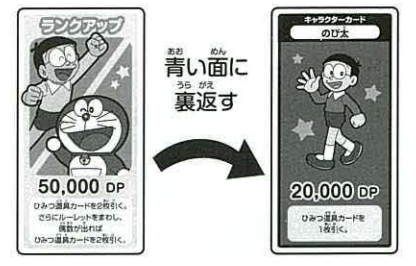 ランクアップ
50,000 DP
ひみつ道具カードを2枚引く。
さらにルーレットをまわし、
偶数が出れば
ひみつ道具カードを2枚引く。
あお めん
青い面に
うら がえ
裏返す
キャラクターカード
のび太
20,000 DP
ひみつ道具カードを
1枚引く。